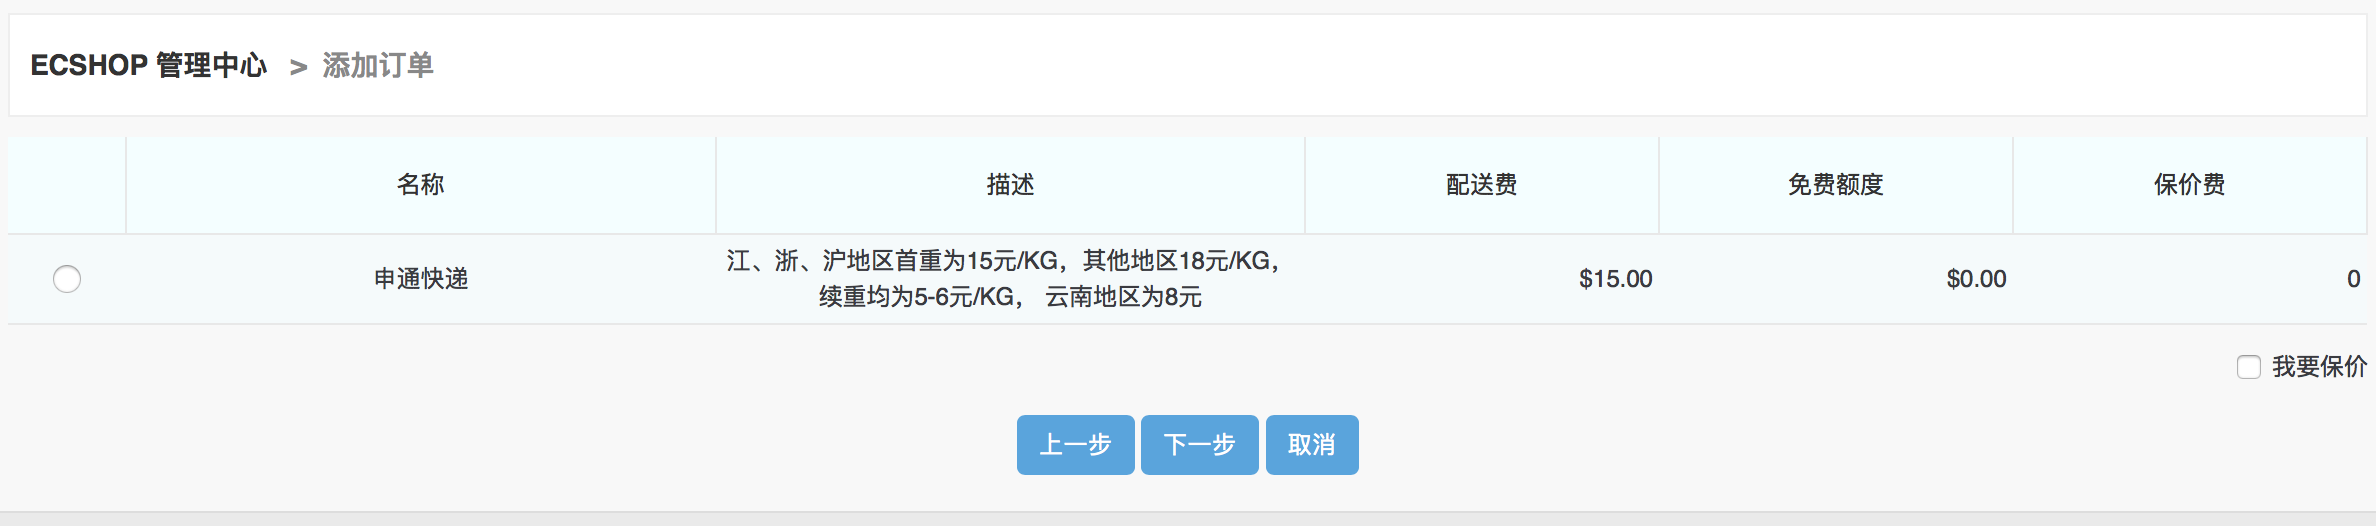 ECSHOP 管理中心 > 添加订单
名称 描述 配送费 免费额度 保价费
申通快递 江、浙、沪地区首重为15元/KG，其他地区18元/KG， $15.00 $0.00 0
续重均为5-6元/KG， 云南地区为8元
我要保价
上一步 下一步 取消